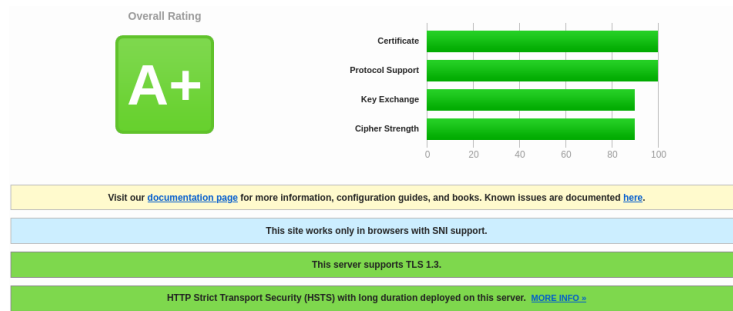 Overall Rating
A+
Certificate
Protocol Support
Key Exchange
Cipher Strength
0 20 40 60 80 100
Visit our documentation page for more information, configuration guides, and books. Known issues are documented here.
This site works only in browsers with SNI support.
This server supports TLS 1.3.
HTTP Strict Transport Security (HSTS) with long duration deployed on this server. MORE INFO »